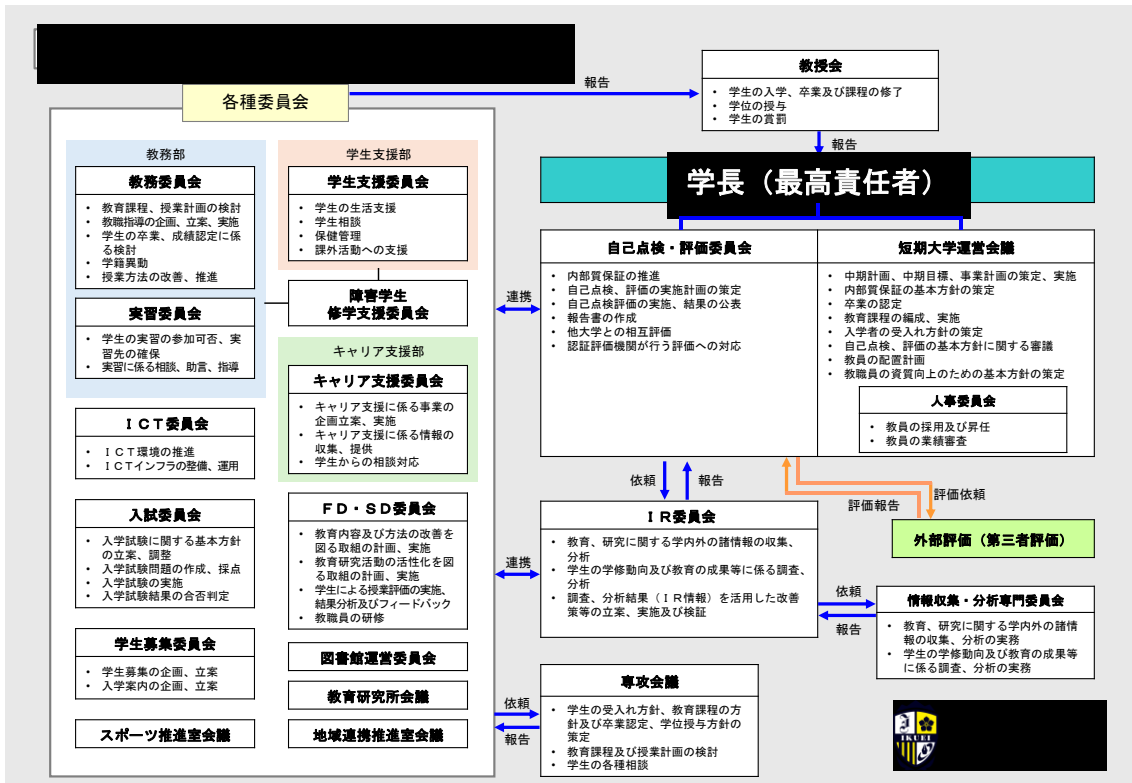 各種委員会
報告
教授会
・ 学生の入学、卒業及び課程の修了
・ 学位の授与
・ 学生の賞罰
報告
学長（最高責任者）
教務部
教務委員会
・ 教育課程、授業計画の検討
・ 教職指導の企画、立案、実施
・ 学生の卒業、成績認定に係
る検討
・ 学籍異動
・ 授業方法の改善、推進
実習委員会
・ 学生の実習の参加可否、実
習先の確保
・ 実習に係る相談、助言、指導
学生支援部
学生支援委員会
・ 学生の生活支援
・ 学生相談
・ 保健管理
・ 課外活動への支援
障害学生
修学支援委員会
キャリア支援部
キャリア支援委員会
・ キャリア支援に係る事業の
企画立案、実施
・ キャリア支援に係る情報の
収集、提供
・ 学生からの相談対応
ＩＣＴ委員会
・ ＩＣＴ環境の推進
・ ＩＣＴインフラの整備、運用
入試委員会
・ 入学試験に関する基本方針
の立案、調整
・ 入学試験問題の作成、採点
・ 入学試験の実施
・ 入学試験結果の合否判定
ＦＤ・ＳＤ委員会
・ 教育内容及び方法の改善を
図る取組の計画、実施
・ 教育研究活動の活性化を図
る取組の計画、実施
・ 学生による授業評価の実施、
結果分析及びフィードバック
・ 教職員の研修
学生募集委員会
・ 学生募集の企画、立案
・ 入学案内の企画、立案
図書館運営委員会
教育研究所会議
スポーツ推進室会議
地域連携推進室会議
連携
自己点検・評価委員会
・ 内部質保証の推進
・ 自己点検、評価の実施計画の策定
・ 自己点検評価の実施、結果の公表
・ 報告書の作成
・ 他大学との相互評価
・ 認証評価機関が行う評価への対応
短期大学運営会議
・ 中期計画、中期目標、事業計画の策定、実施
・ 内部質保証の基本方針の策定
・ 卒業の認定
・ 教育課程の編成、実施
・ 入学者の受入れ方針の策定
・ 自己点検、評価の基本方針に関する審議
・ 教員の配置計画
・ 教職員の資質向上のための基本方針の策定
人事委員会
・ 教員の採用及び昇任
・ 教員の業績審査
依頼
報告
評価報告
評価依頼
外部評価（第三者評価）
連携
ＩＲ委員会
・ 教育、研究に関する学内外の諸情報の収集、
分析
・ 学生の学修動向及び教育の成果等に係る調査、
分析
・ 調査、分析結果（ＩＲ情報）を活用した改善
策等の立案、実施及び検証
依頼
報告
情報収集・分析専門委員会
・ 教育、研究に関する学内外の諸情
報の収集、分析の実務
・ 学生の学修動向及び教育の成果等
に係る調査、分析の実務
依頼
報告
専攻会議
・ 学生の受入れ方針、教育課程の方
針及び卒業認定、学位授与方針の
策定
・ 教育課程及び授業計画の検討
・ 学生の各種相談
IKUEI